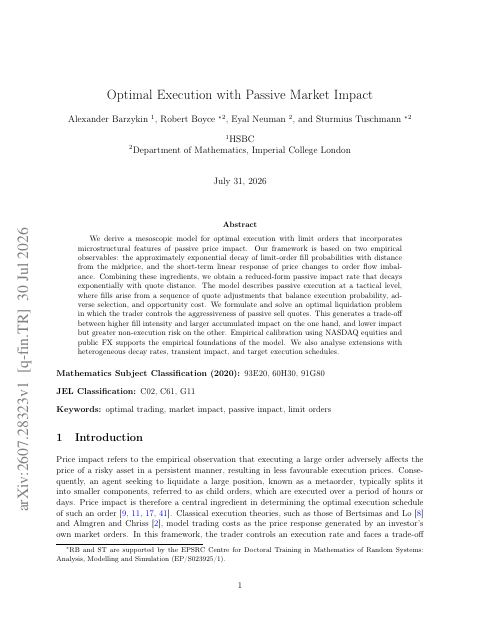 Optimal Execution with Passive Market Impact
Alexander Barzykin 1, Robert Boyce *2, Eyal Neuman 2, and Sturmius Tuschmann *2
1HSBC
2Department of Mathematics, Imperial College London
July 31, 2026
Abstract
We derive a mesoscopic model for optimal execution with limit orders that incorporates
microstructural features of passive price impact. Our framework is based on two empirical
observables: the approximately exponential decay of limit-order fill probabilities with distance
from the midprice, and the short-term linear response of price changes to order flow imbal-
ance. Combining these ingredients, we obtain a reduced-form passive impact rate that decays
exponentially with quote distance. The model describes passive execution at a tactical level,
where fills arise from a sequence of quote adjustments that balance execution probability, ad-
verse selection, and opportunity cost. We formulate and solve an optimal liquidation problem
in which the trader controls the aggressiveness of passive sell quotes. This generates a trade-off
between higher fill intensity and larger accumulated impact on the one hand, and lower impact
but greater non-execution risk on the other. Empirical calibration using NASDAQ equities and
public FX supports the empirical foundations of the model. We also analyse extensions with
heterogeneous decay rates, transient impact, and target execution schedules.
Mathematics Subject Classification (2020): 93E20, 60H30, 91G80
JEL Classification: C02, C61, G11
Keywords: optimal trading, market impact, passive impact, limit orders
1 Introduction
Price impact refers to the empirical observation that executing a large order adversely affects the
price of a risky asset in a persistent manner, resulting in less favourable execution prices. Conse-
quently, an agent seeking to liquidate a large position, known as a metaorder, typically splits it
into smaller components, referred to as child orders, which are executed over a period of hours or
days. Price impact is therefore a central ingredient in determining the optimal execution schedule
of such an order [9, 11, 17, 41]. Classical execution theories, such as those of Bertsimas and Lo [8]
and Almgren and Chriss [2], model trading costs as the price response generated by an investor's
own market orders. In this framework, the trader controls an execution rate and faces a trade-off
*RB and ST are supported by the EPSRC Centre for Doctoral Training in Mathematics of Random Systems:
Analysis, Modelling and Simulation (EP/S023925/1).
1
arXiv:2607.28323v1 [q-fin.TR] 30 Jul 2026